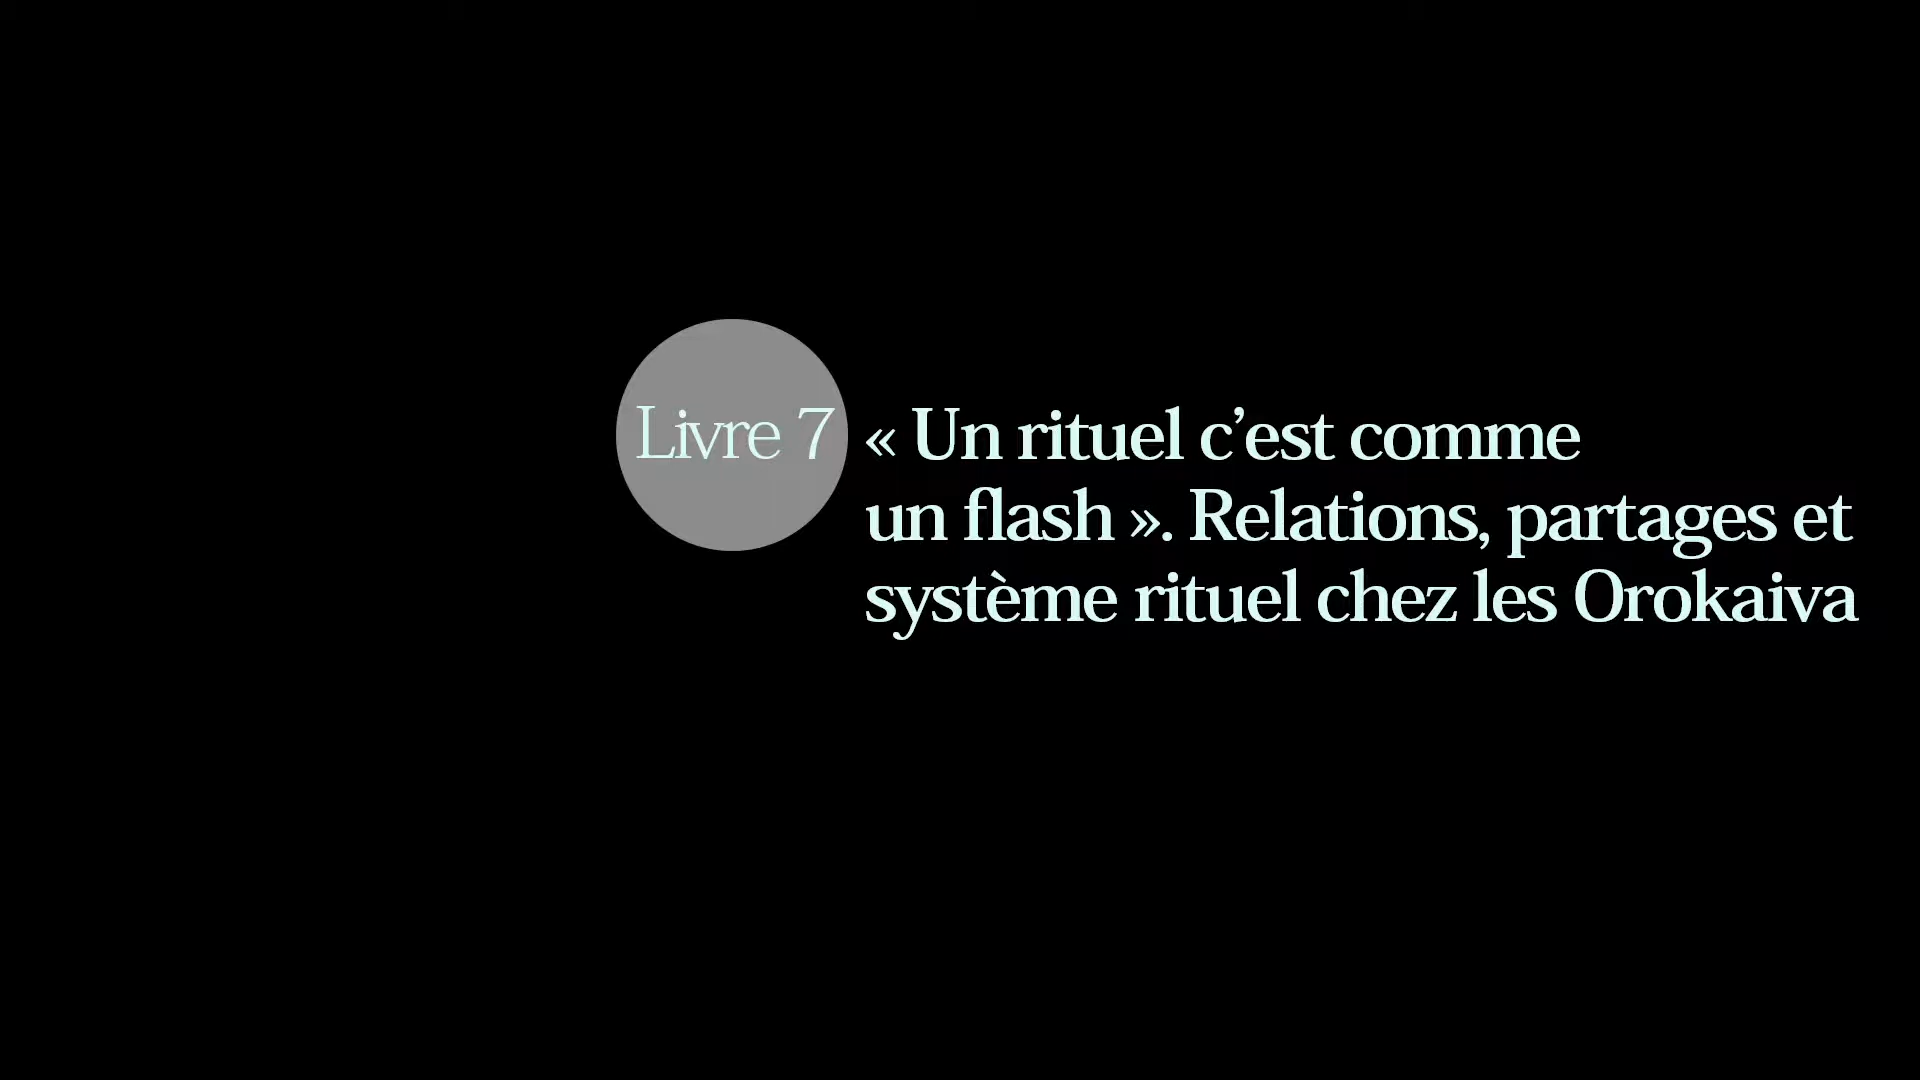 Livre 7 « Un rituel c’est comme
un flash ». Relations, partages et
système rituel chez les Orokaiva